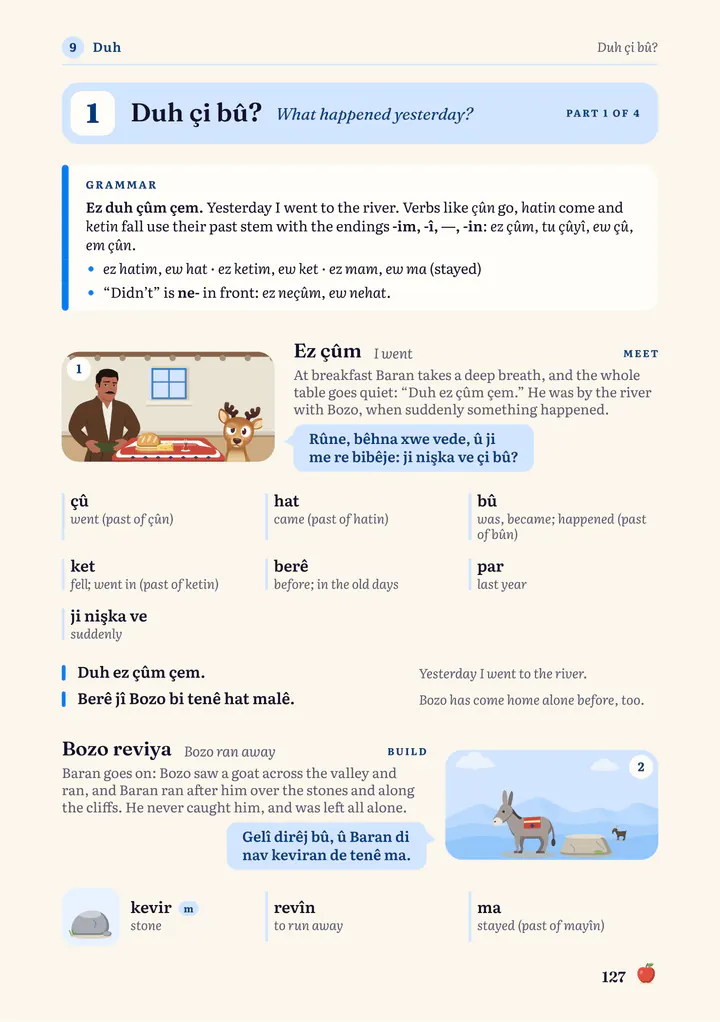 9 Duh
Duh çi bû?
1 Duh çi bû? What happened yesterday? PART 1 OF 4
GRAMMAR
Ez duh çûm çem. Yesterday I went to the river. Verbs like çûn go, hatin come and
ketin fall use their past stem with the endings -im, -î, —, -in: ez çûm, tu çûyî, ew çû,
em çûn.
• ez hatim, ew hat · ez ketim, ew ket · ez mam, ew ma (stayed)
• “Didn’t” is ne- in front: ez neçûm, ew nehat.
1
Ez çûm I went MEET
At breakfast Baran takes a deep breath, and the whole
table goes quiet: “Duh ez çûm çem.” He was by the river
with Bozo, when suddenly something happened.
Rûne, bêhna xwe vede, û ji
me re bibêje: ji nişka ve çi bû?
çû
went (past of çûn)
hat
came (past of hatin)
bû
was, became; happened (past
of bûn)
ket
fell; went in (past of ketin)
berê
before; in the old days
par
last year
ji nişka ve
suddenly
Duh ez çûm çem. Yesterday I went to the river.
Berê jî Bozo bi tenê hat malê. Bozo has come home alone before, too.
Bozo reviya Bozo ran away BUILD
Baran goes on: Bozo saw a goat across the valley and
ran, and Baran ran after him over the stones and along
the cliffs. He never caught him, and was left all alone.
Gelî dirêj bû, û Baran di
nav keviran de tenê ma.
2
kevir m
stone
revîn
to run away
ma
stayed (past of mayîn)
127